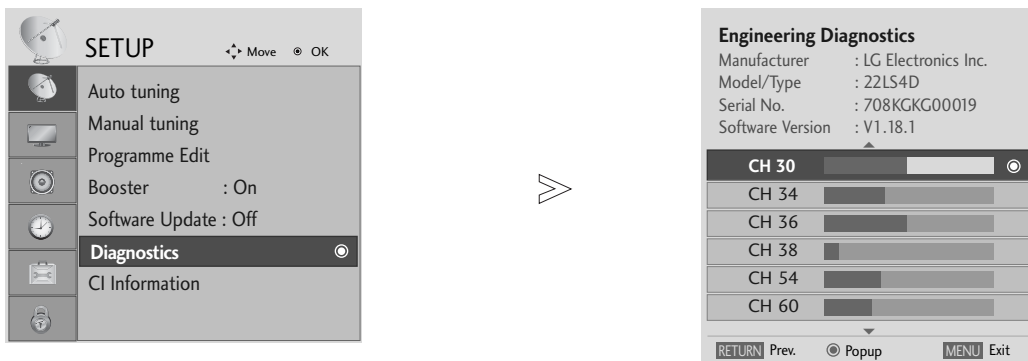 SETUP
Move OK
Auto tuning
Manual tuning
Programme Edit
Booster : On
Software Update : Off
Diagnostics
CI Information
Engineering Diagnostics
Manufacturer : LG Electronics Inc.
Model/Type : 22LS4D
Serial No. : 708KGKG00019
Software Version : V1.18.1
CH 30
CH 34
CH 36
CH 38
CH 54
CH 60
RETURN Prev. Popup MENU Exit